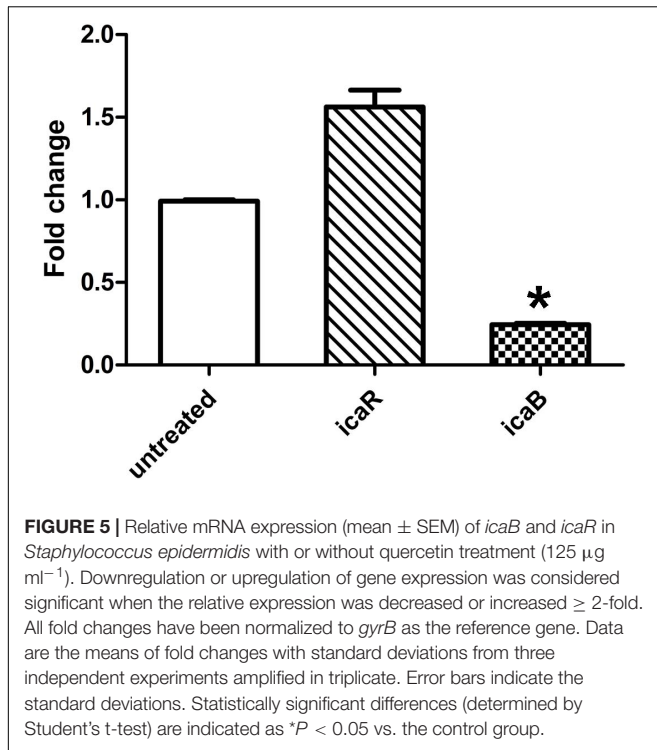 2.0
1.5
1.0
0.5
0.0
Fold change
*
untreated
icaR
icaB
FIGURE 5 | Relative mRNA expression (mean ± SEM) of icaB and icaR in
Staphylococcus epidermidis with or without quercetin treatment (125 μg
ml−1). Downregulation or upregulation of gene expression was considered
significant when the relative expression was decreased or increased ≥ 2-fold.
All fold changes have been normalized to gyrB as the reference gene. Data
are the means of fold changes with standard deviations from three
independent experiments amplified in triplicate. Error bars indicate the
standard deviations. Statistically significant differences (determined by
Student's t-test) are indicated as *P < 0.05 vs. the control group.